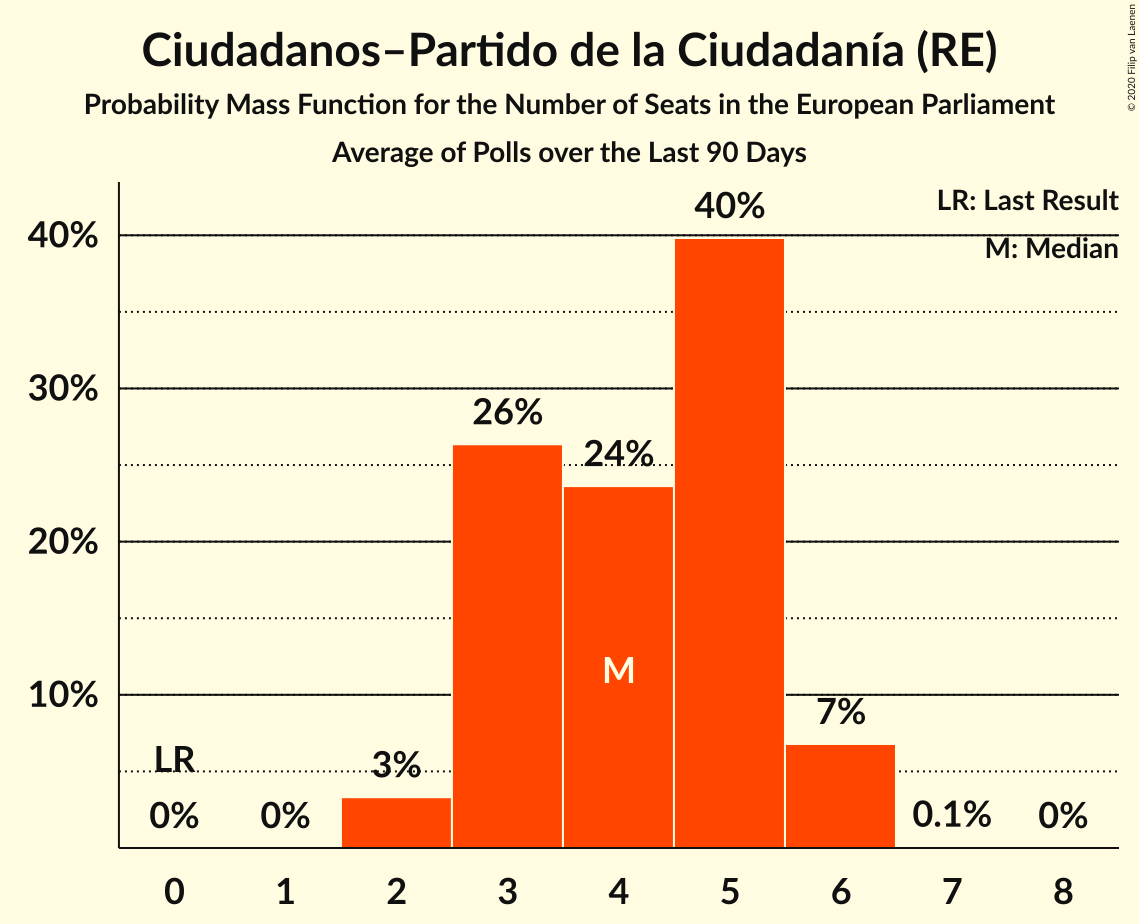 Ciudadanos–Partido de la Ciudadanía (RE)
Probability Mass Function for the Number of Seats in the European Parliament
Average of Polls over the Last 90 Days
© 2020 Filip van Laenen
LR: Last Result
M: Median
40%
30%
20%
10%
LR
0%
0%
3%
26%
24%
M
40%
7%
0.1%
0%
0 1 2 3 4 5 6 7 8